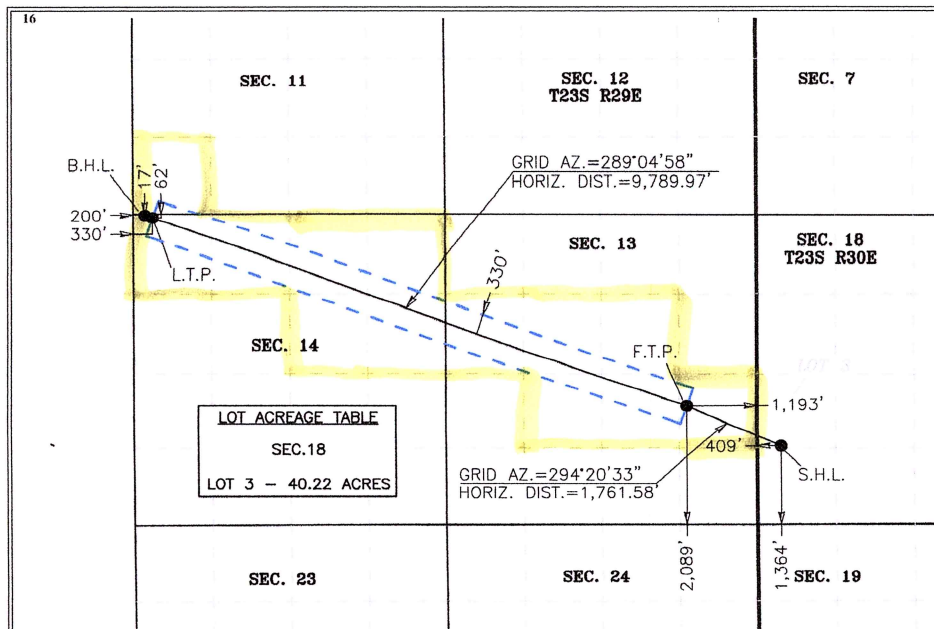 16
SEC. 11
SEC. 12
T23S R29E
SEC. 7
B.H.L.
17'
62'
GRID AZ.=289°04'58"
HORIZ. DIST.=9,789.97'
200'
330'
L.T.P.
SEC. 13
SEC. 18
T23S R30E
330'
SEC. 14
F.T.P.
LOT 3
1,193'
LOT ACREAGE TABLE
SEC.18
LOT 3 – 40.22 ACRES
409'
S.H.L.
GRID AZ.=294°20'33"
HORIZ. DIST.=1,761.58'
2,089'
1,364'
SEC. 23
SEC. 24
SEC. 19